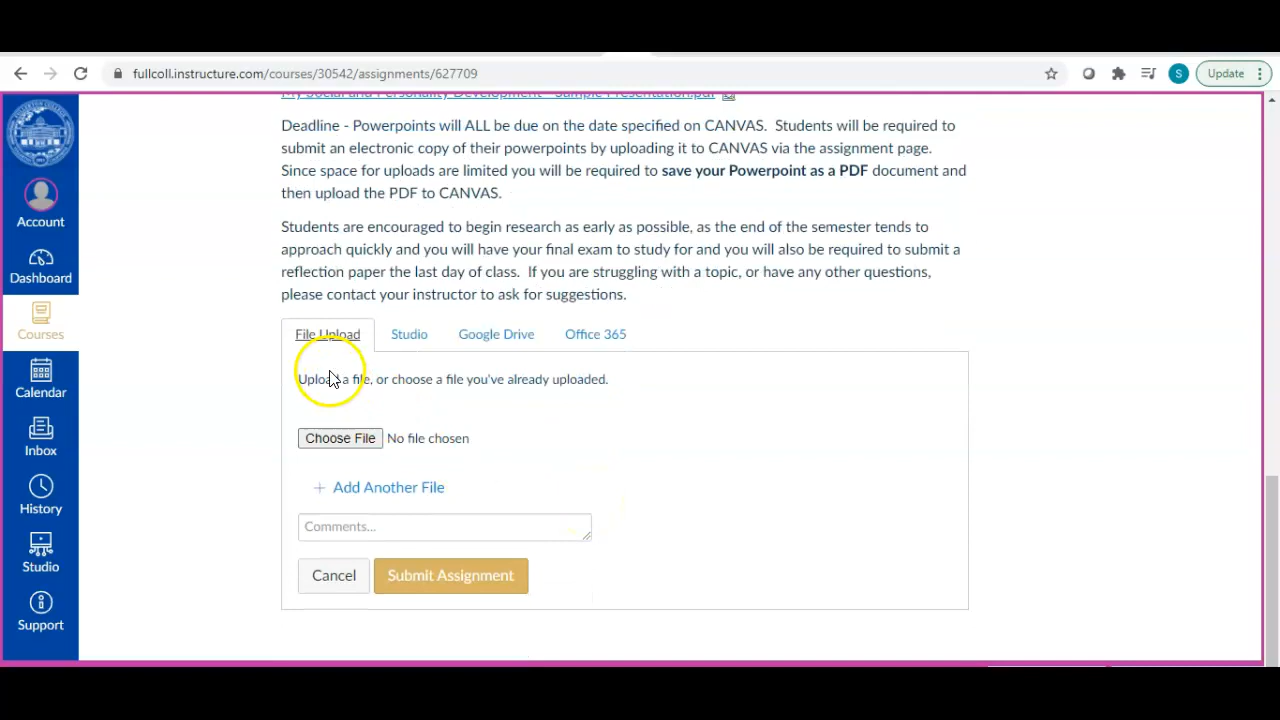 fullcoll.instructure.com/courses/30542/assignments/627709
S
Update
My Social and Personality Development - Sample Presentation.pdf
Deadline - Powerpoints will ALL be due on the date specified on CANVAS. Students will be required to
submit an electronic copy of their powerpoints by uploading it to CANVAS via the assignment page.
Since space for uploads are limited you will be required to save your Powerpoint as a PDF document and
then upload the PDF to CANVAS.
Students are encouraged to begin research as early as possible, as the end of the semester tends to
approach quickly and you will have your final exam to study for and you will also be required to submit a
reflection paper the last day of class. If you are struggling with a topic, or have any other questions,
please contact your instructor to ask for suggestions.
Account
Dashboard
Courses
Calendar
Inbox
History
Studio
Support
File Upload
Studio
Google Drive
Office 365
Upload a file, or choose a file you've already uploaded.
Choose File No file chosen
+ Add Another File
Comments...
Cancel
Submit Assignment